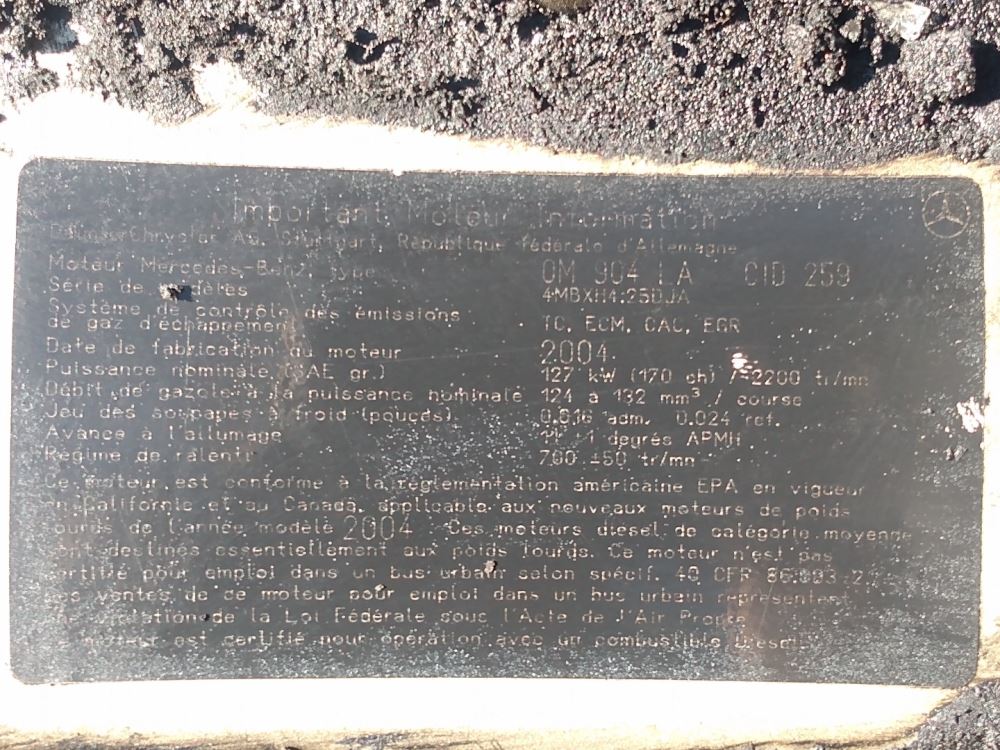 Important Moteur Information
DaimlerChrysler AG, Stuttgart, République fédérale d'Allemagne
Moteur Mercedes-Benz, type OM 904 LA CID 259
Série de modèles
Système de contrôle des émissions
de gaz d'échappement TC, ECM, CAC, EGR
Date de fabrication du moteur 2004
Puissance nominale (SAE gr.) 127 kW (170 ch) / 2200 tr/mn
Débit de gazole à la puissance nominale 124 à 132 mm³ / course
Jeu des soupapes à froid (pouces) 0.016 adm. 0.024 ref.
Avance à l'allumage 1 degrés APMH
Régime de ralenti 700 ±50 tr/mn
Ce moteur est conforme à la réglementation américaine EPA en vigueur
en Californie et au Canada, applicable aux nouveaux moteurs de poids
lourds de l'année modèle 2004. Ces moteurs diesel de catégorie moyenne
sont destinés essentiellement aux poids lourds. Ce moteur n'est pas
certifié pour emploi dans un bus urbain selon spécif. 40 CFR
Les ventes de ce moteur pour emploi dans un bus urbain représentent
une violation de la Loi Fédérale sous l'Acte de l'Air Propre
Ce moteur est certifié pour opération avec un combustible Diesel